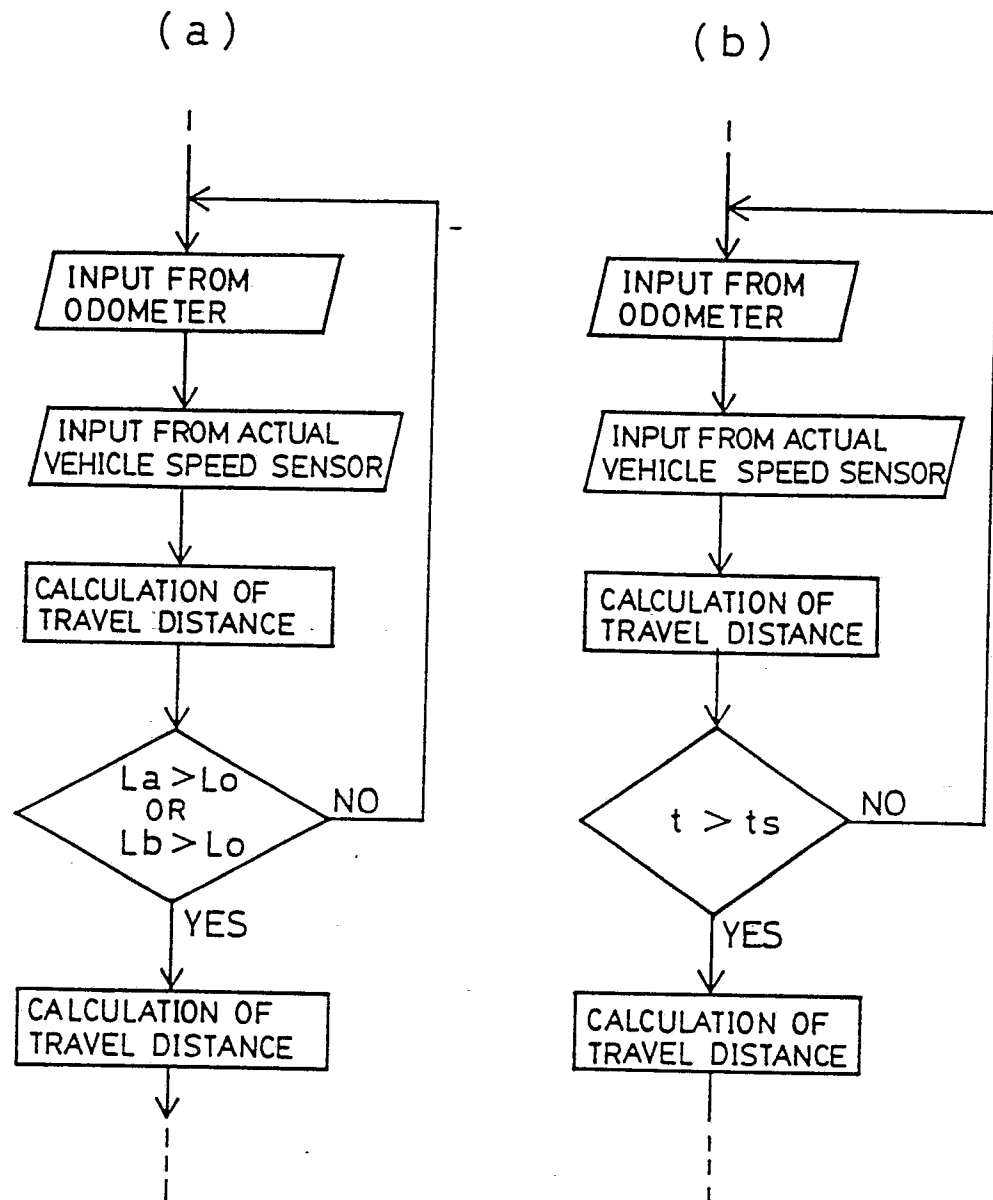 (a)
INPUT FROM
ODOMETER
INPUT FROM ACTUAL
VEHICLE SPEED SENSOR
CALCULATION OF
TRAVEL DISTANCE
La > Lo
OR
Lb > Lo
NO
YES
CALCULATION OF
TRAVEL DISTANCE
(b)
INPUT FROM
ODOMETER
INPUT FROM ACTUAL
VEHICLE SPEED SENSOR
CALCULATION OF
TRAVEL DISTANCE
t > ts
NO
YES
CALCULATION OF
TRAVEL DISTANCE